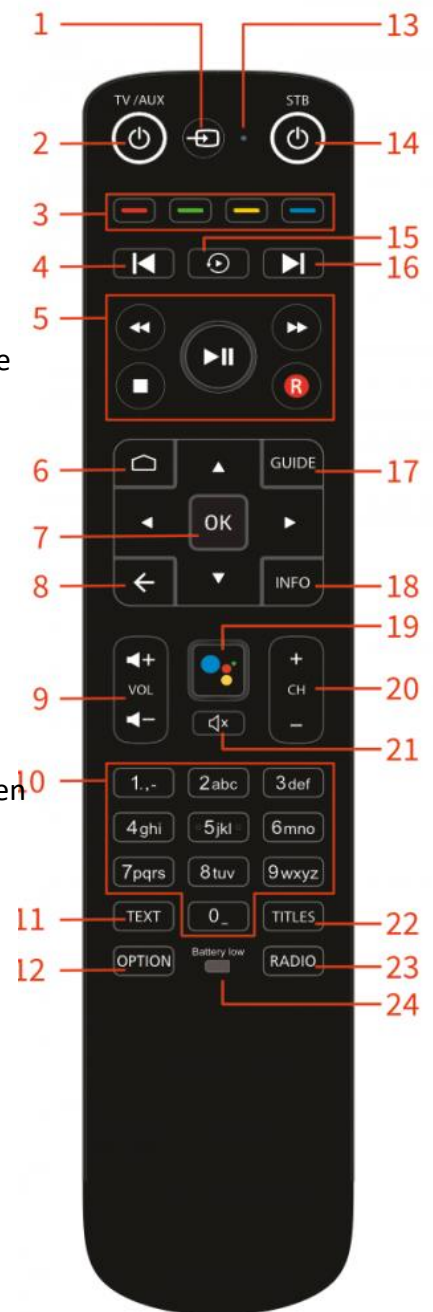 1 13
TV /AUX STB
2 14
3
15
4 16
5
e
R
6 GUIDE 17
OK
7
8 INFO 18
19
+ +
9 VOL CH 20
− −
21
10 1.,- 2abc 3def
en
4ghi 5jkl 6mno
7pqrs 8tuv 9wxyz
11 TEXT 0_ TITLES 22
Battery low
12 OPTION RADIO 23
24